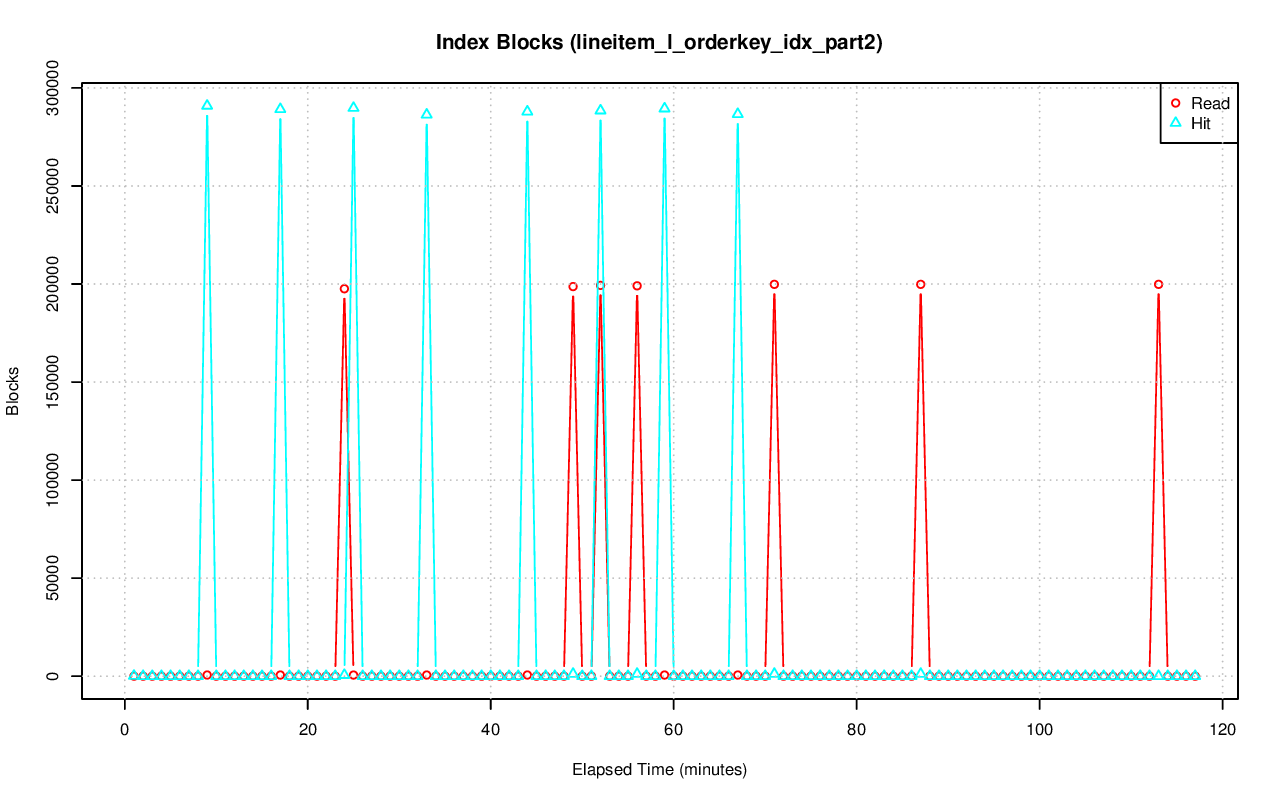 Index Blocks (lineitem_l_orderkey_idx_part2)
Read
Hit
300000
250000
200000
150000
100000
50000
0
Blocks
0 20 40 60 80 100 120
Elapsed Time (minutes)